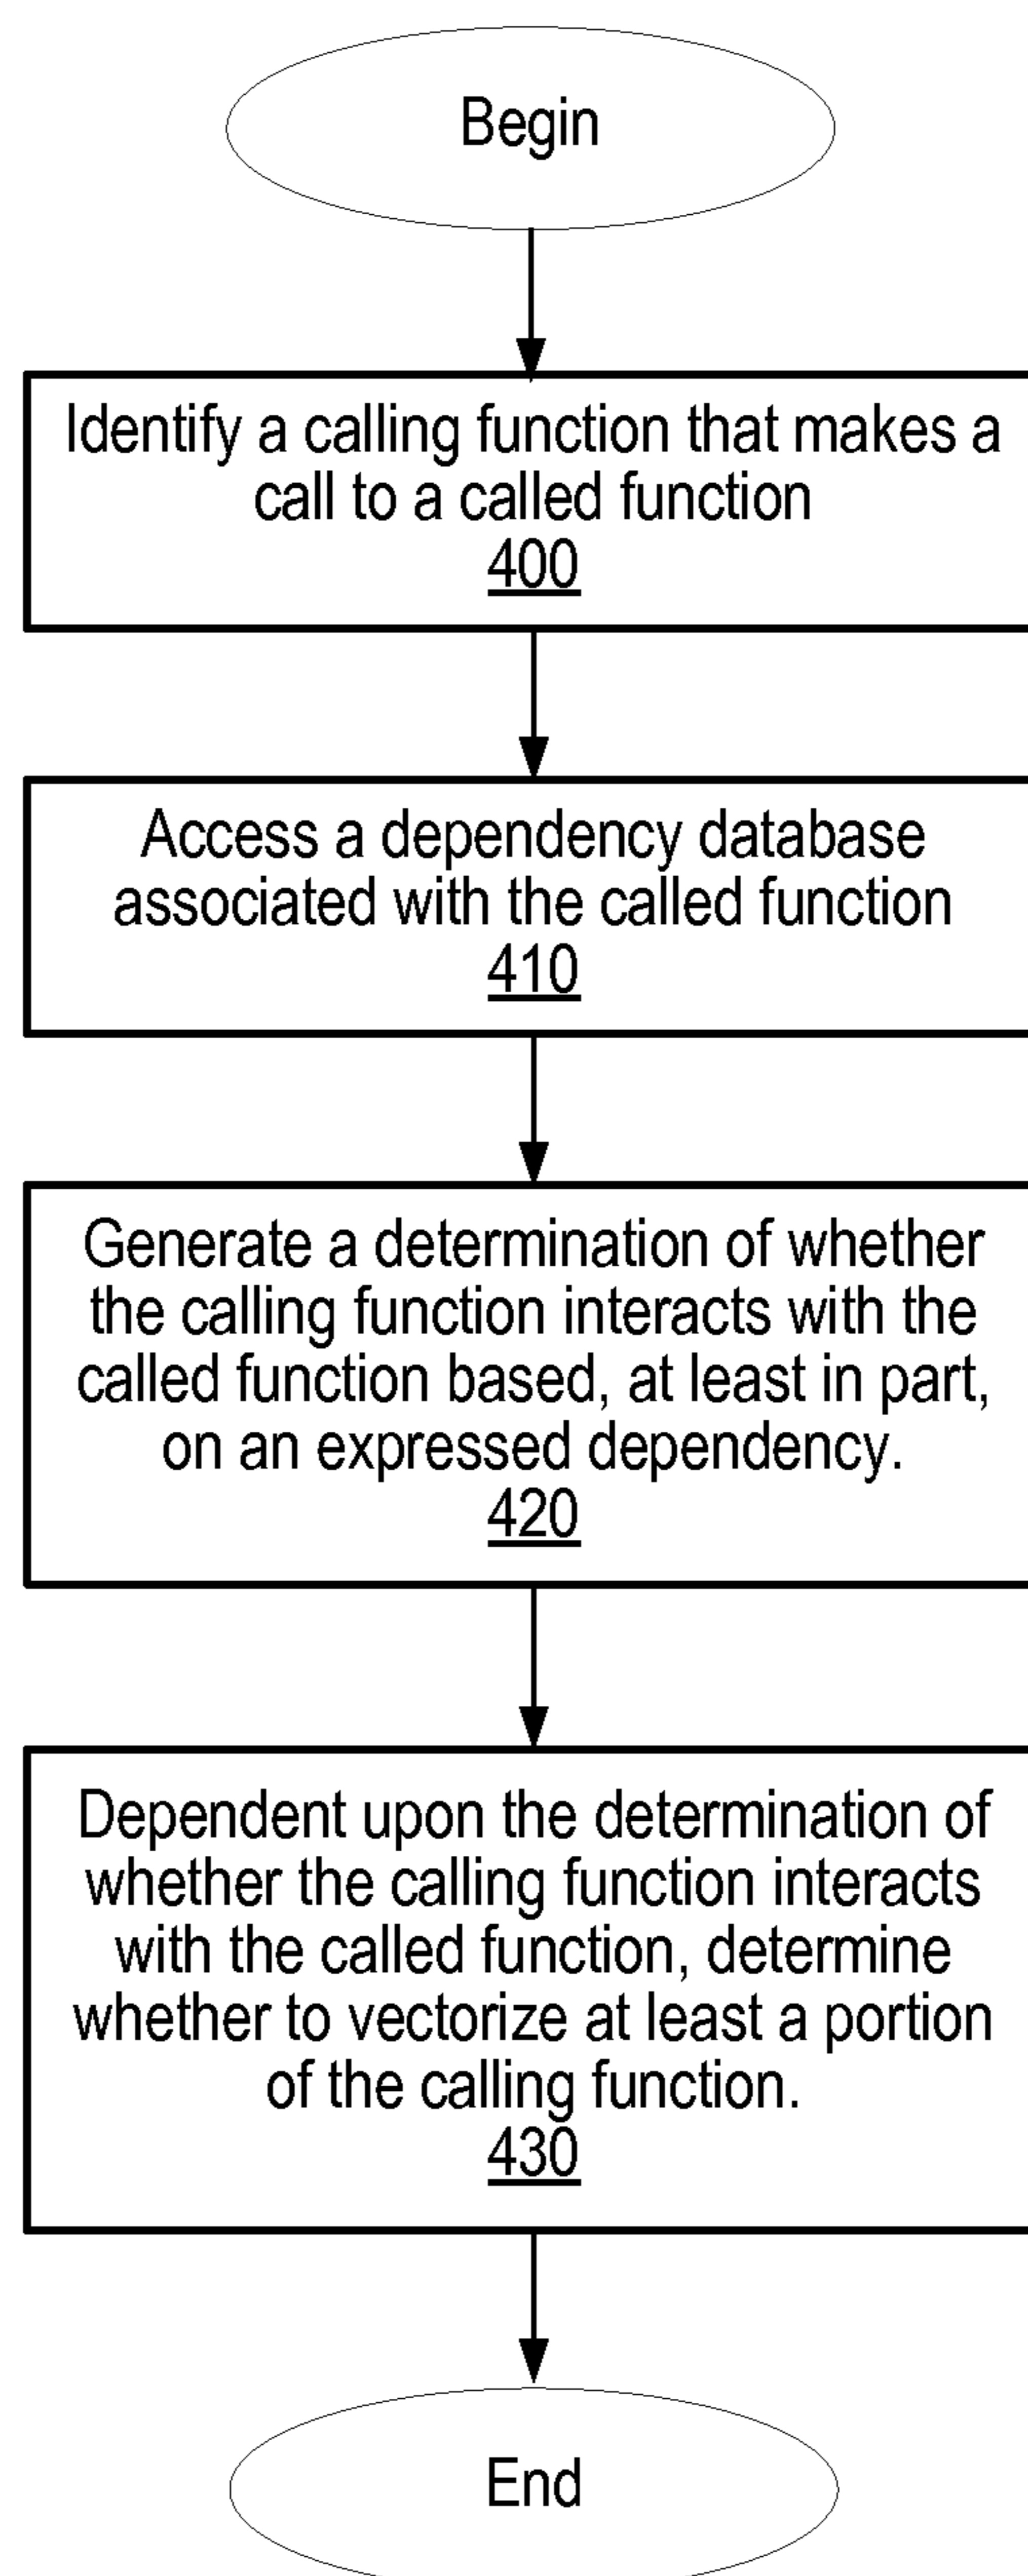 Begin
Identify a calling function that makes a
call to a called function
400
Access a dependency database
associated with the called function
410
Generate a determination of whether
the calling function interacts with the
called function based, at least in part,
on an expressed dependency.
420
Dependent upon the determination of
whether the calling function interacts
with the called function, determine
whether to vectorize at least a portion
of the calling function.
430
End